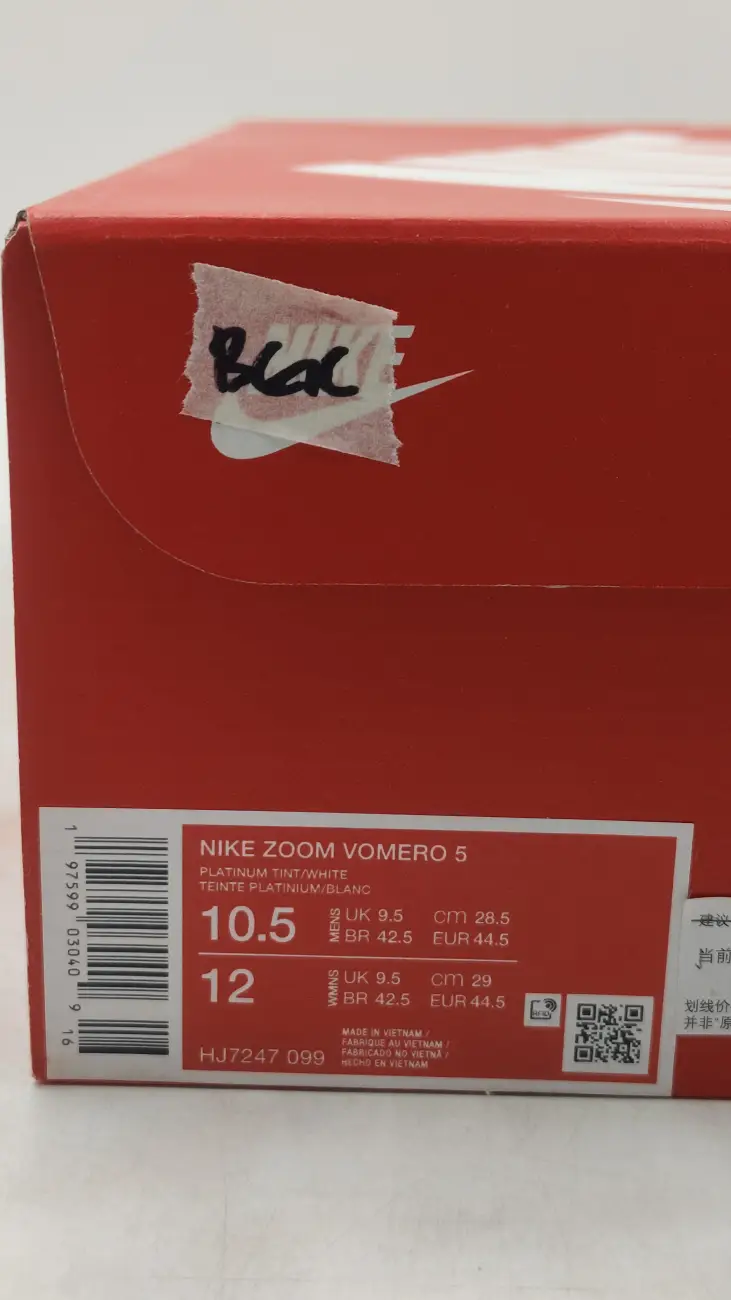 NIKE
NIKE ZOOM VOMERO 5
PLATINUM TINT/WHITE
TEINTE PLATINIUM/BLANC
10.5 MENS UK 9.5 cm 28.5
BR 42.5 EUR 44.5
12 WMNS UK 9.5 cm 29
BR 42.5 EUR 44.5
HJ7247 099
MADE IN VIETNAM /
FABRIQUE AU VIETNAM /
FABRICADO NO VIETNÃ /
HECHO EN VIETNAM
RFID
1 97599 03040 9 16
建议
当前
划线价
并非"原